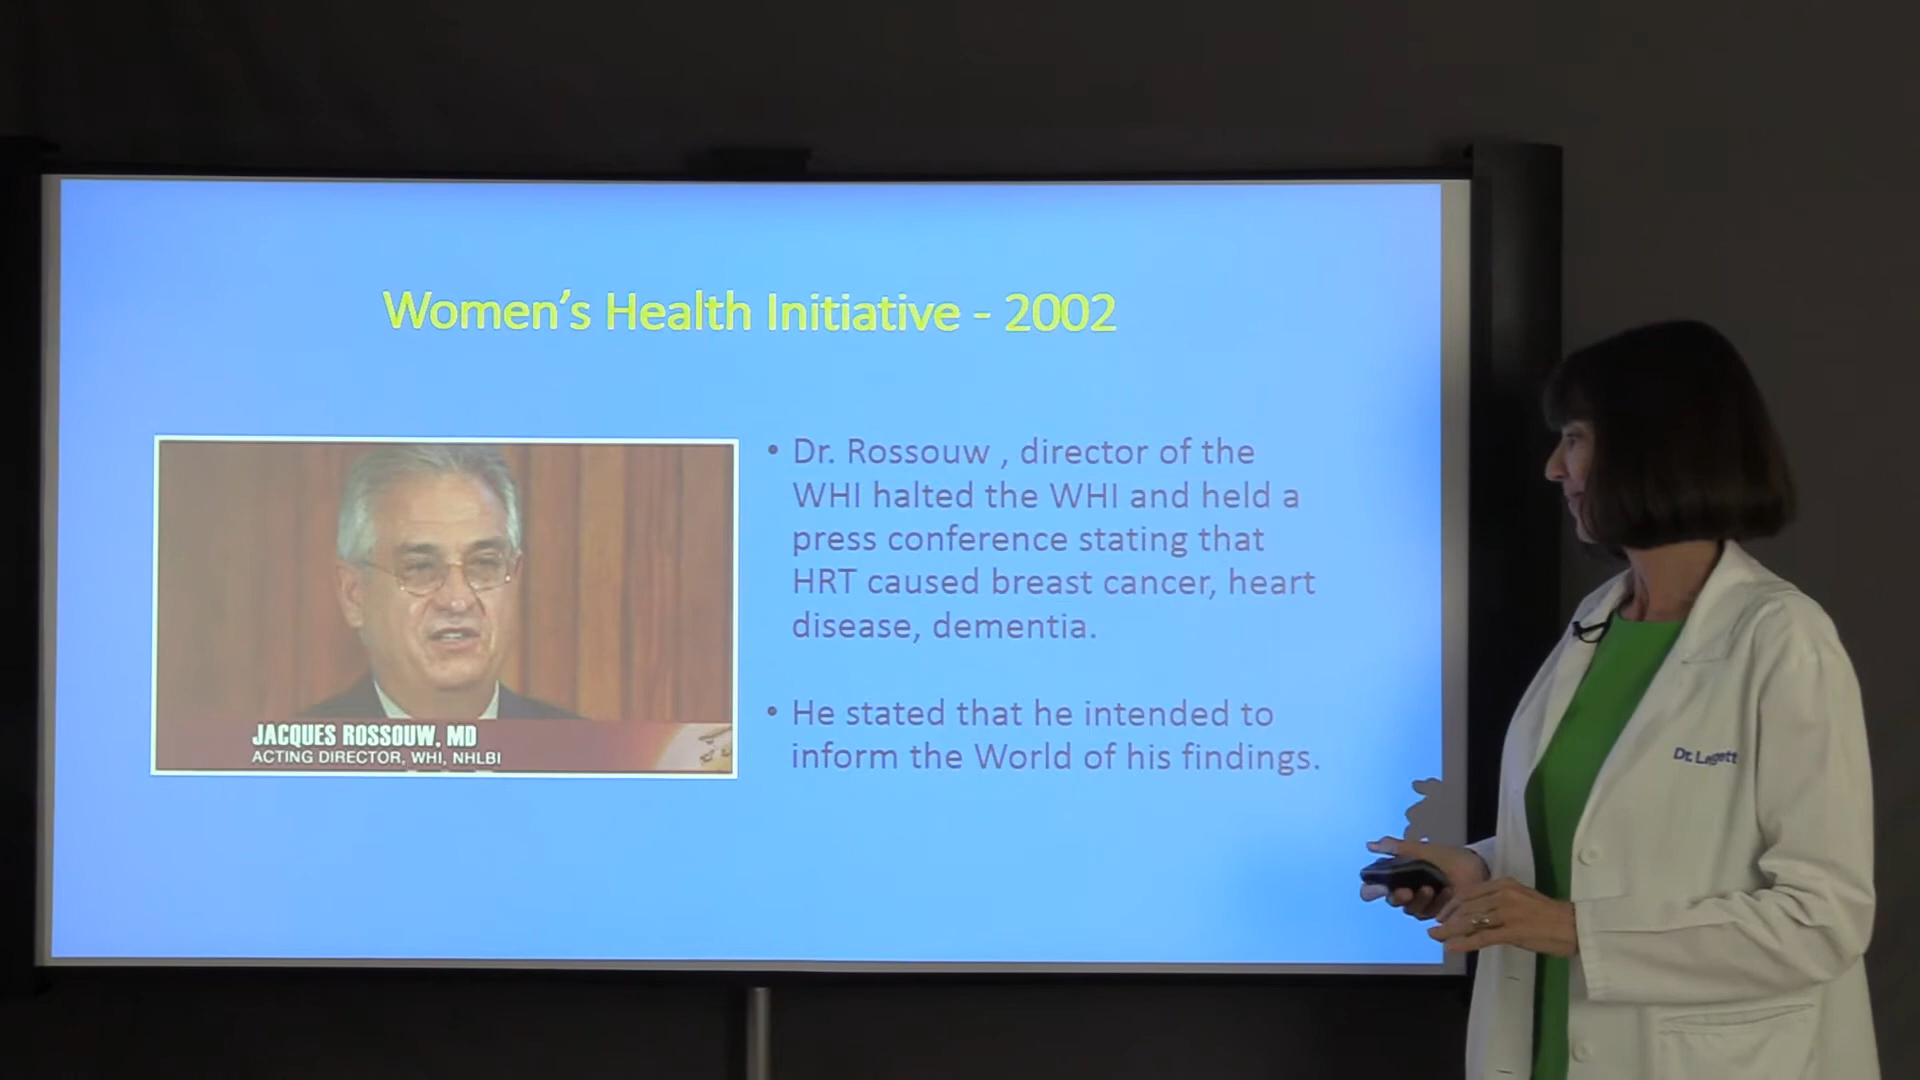 Women's Health Initiative - 2002
• Dr. Rossouw , director of the
WHI halted the WHI and held a
press conference stating that
HRT caused breast cancer, heart
disease, dementia.
• He stated that he intended to
inform the World of his findings.
JACQUES ROSSOUW, MD
ACTING DIRECTOR, WHI, NHLBI
Dr. Leggett